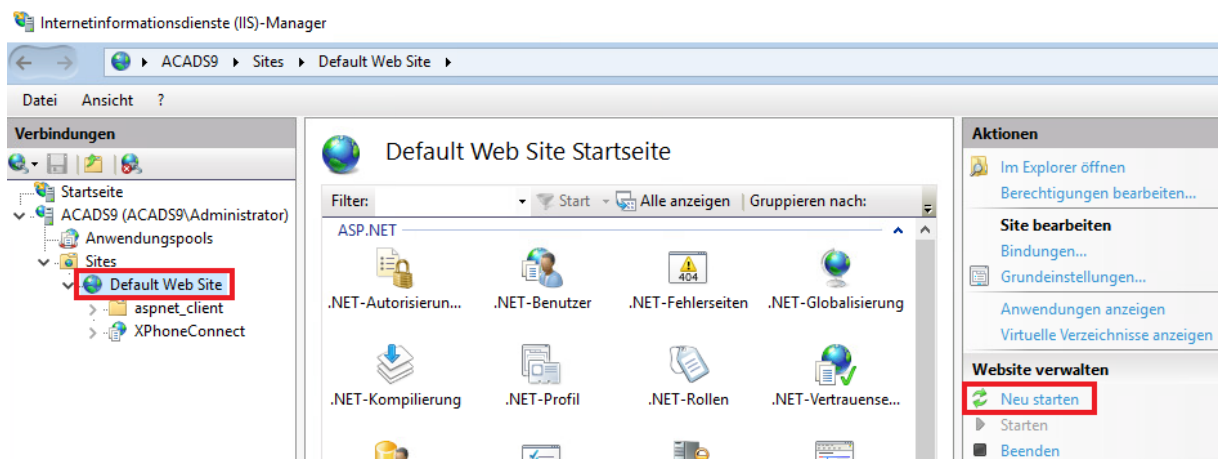 Internetinformationsdienste (IIS)-Manager
ACADS9 Sites Default Web Site
Datei Ansicht ?
Verbindungen
Startseite
ACADS9 (ACADS9\Administrator)
Anwendungspools
Sites
Default Web Site
aspnet_client
XPhoneConnect
Default Web Site Startseite
Filter: Start Alle anzeigen Gruppieren nach:
ASP.NET
.NET-Autorisierun... .NET-Benutzer .NET-Fehlerseiten .NET-Globalisierung
404
.NET-Kompilierung .NET-Profil .NET-Rollen .NET-Vertrauense...
Aktionen
Im Explorer öffnen
Berechtigungen bearbeiten...
Site bearbeiten
Bindungen...
Grundeinstellungen...
Anwendungen anzeigen
Virtuelle Verzeichnisse anzeigen
Website verwalten
Neu starten
Starten
Beenden